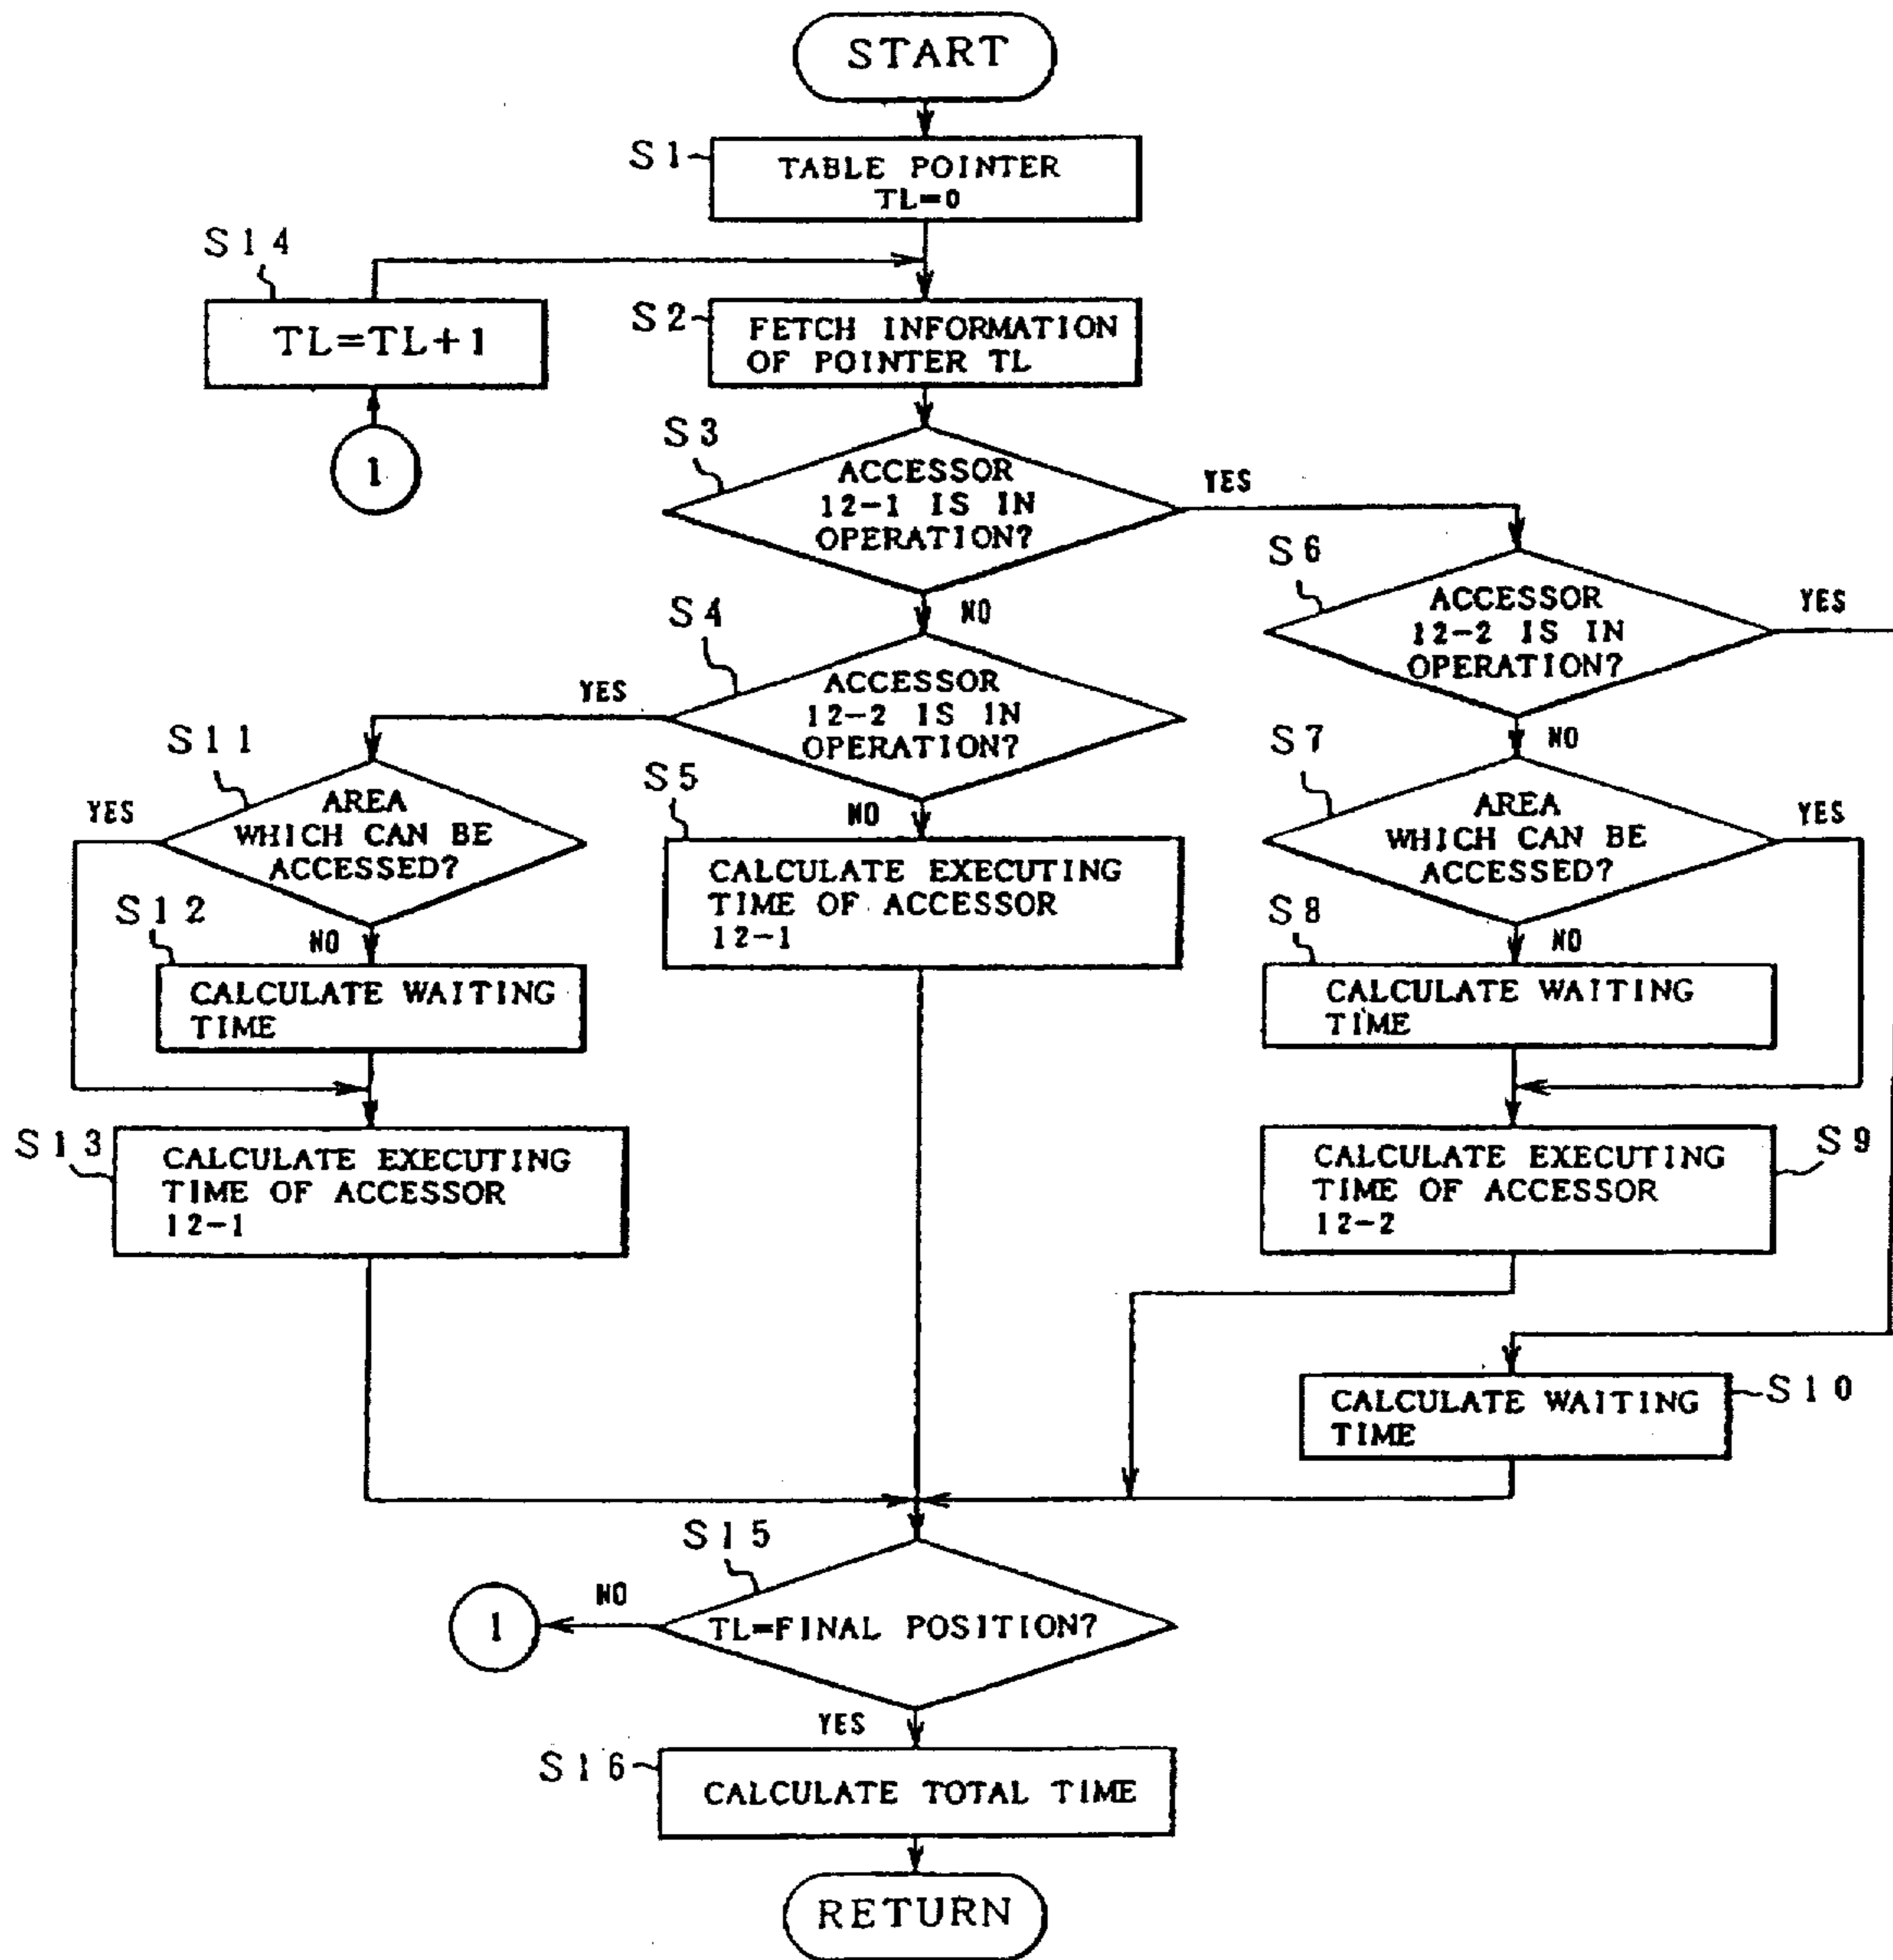 START
S1
TABLE POINTER
TL=0
S14
TL=TL+1
1
S2
FETCH INFORMATION
OF POINTER TL
S3
ACCESSOR
12-1 IS IN
OPERATION?
YES
NO
S6
ACCESSOR
12-2 IS IN
OPERATION?
YES
NO
S4
ACCESSOR
12-2 IS IN
OPERATION?
YES
NO
S11
AREA
WHICH CAN BE
ACCESSED?
YES
NO
S5
CALCULATE EXECUTING
TIME OF ACCESSOR
12-1
S7
AREA
WHICH CAN BE
ACCESSED?
YES
NO
S12
CALCULATE WAITING
TIME
S8
CALCULATE WAITING
TIME
S13
CALCULATE EXECUTING
TIME OF ACCESSOR
12-1
S9
CALCULATE EXECUTING
TIME OF ACCESSOR
12-2
S10
CALCULATE WAITING
TIME
S15
TL=FINAL POSITION?
NO
1
YES
S16
CALCULATE TOTAL TIME
RETURN